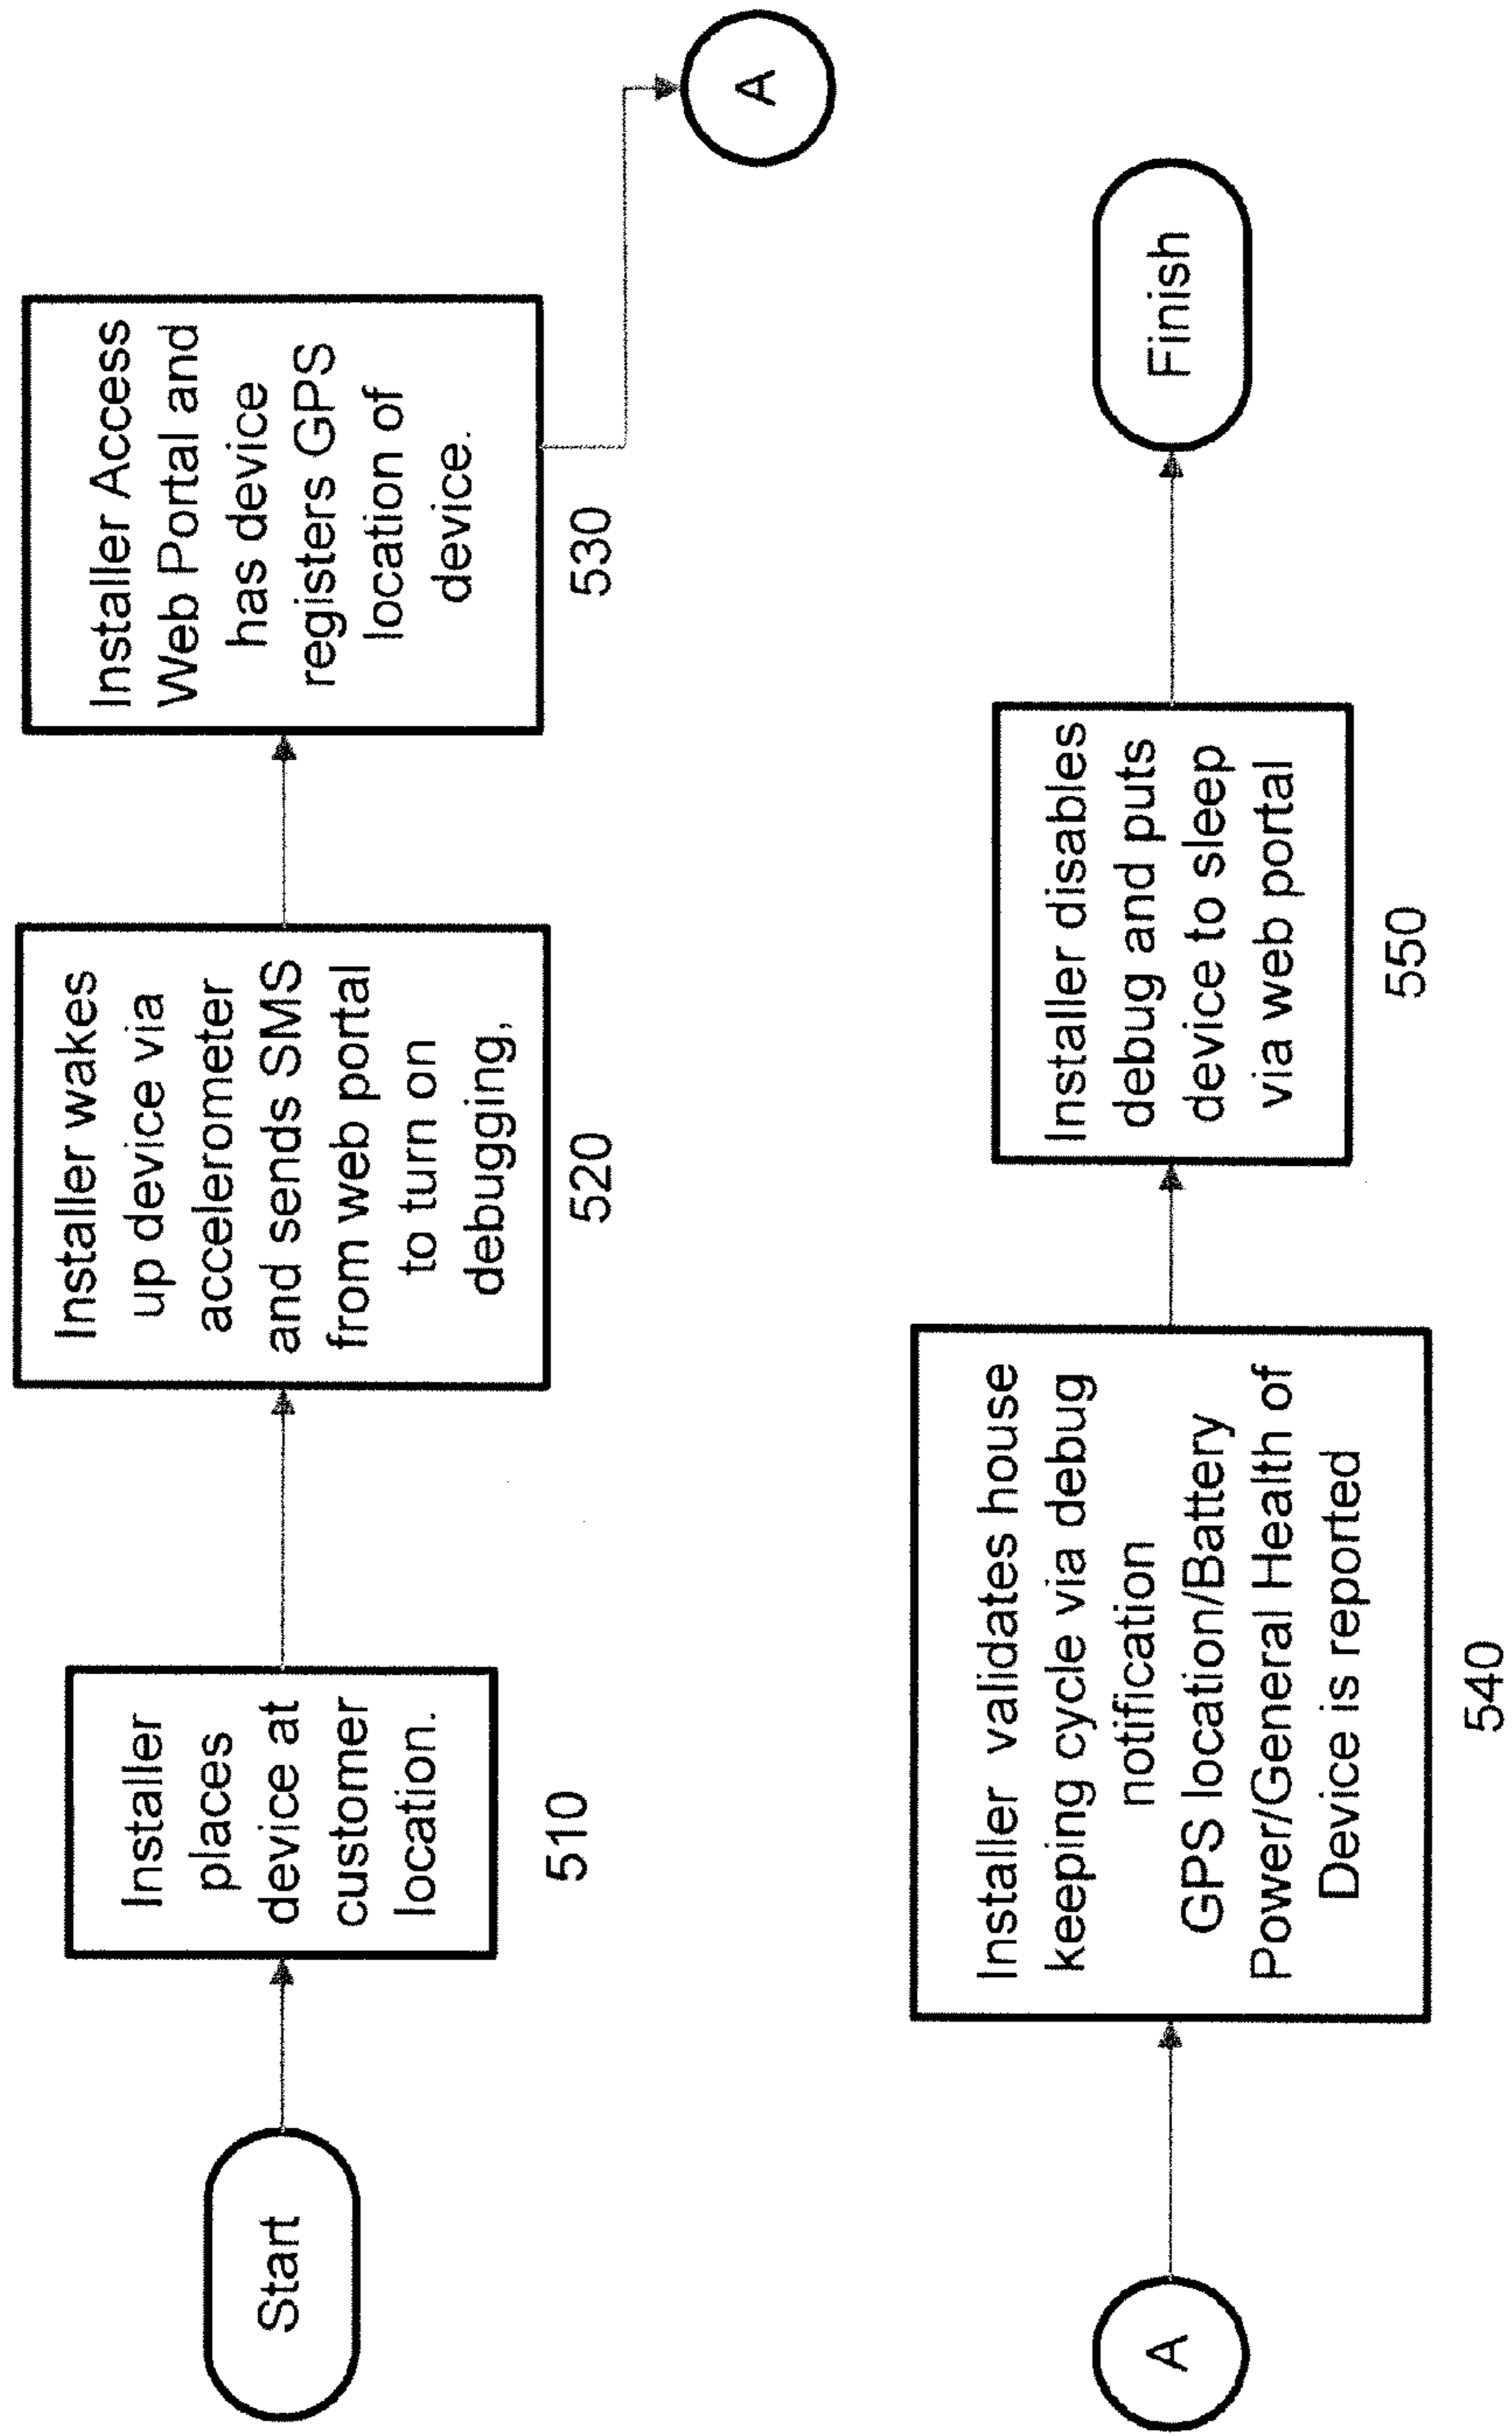 Start
Installer
places
device at
customer
location.
510
Installer wakes
up device via
accelerometer
and sends SMS
from web portal
to turn on
debugging,
520
Installer Access
Web Portal and
has device
registers GPS
location of
device.
530
A
A
Installer validates house
keeping cycle via debug
notification
GPS location/Battery
Power/General Health of
Device is reported
540
Installer disables
debug and puts
device to sleep
via web portal
550
Finish